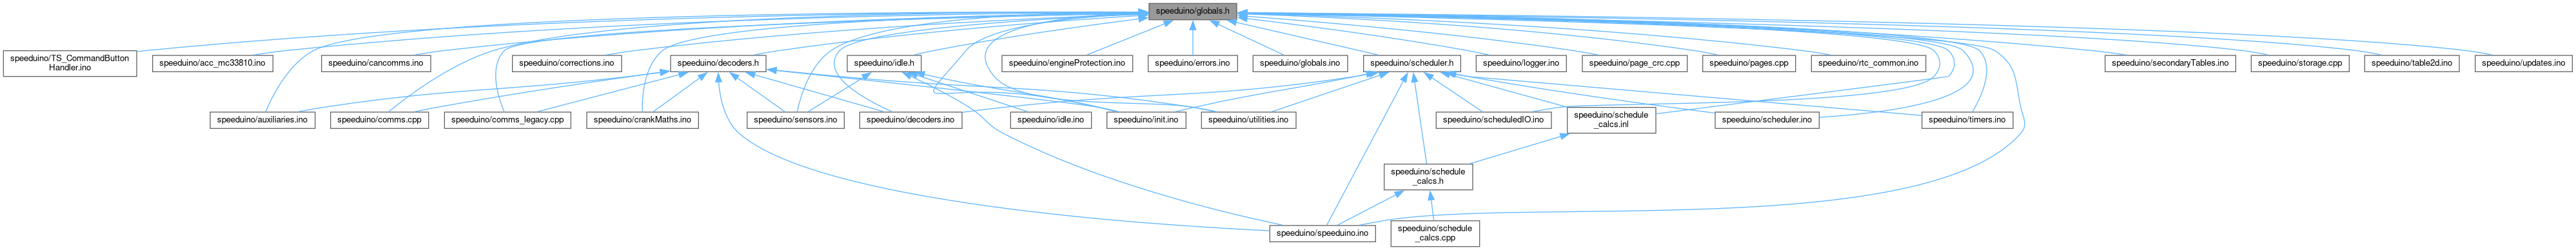 speeduino/globals.h
speeduino/TS_CommandButton
Handler.ino
speeduino/acc_mc33810.ino
speeduino/cancomms.ino
speeduino/corrections.ino
speeduino/decoders.h
speeduino/idle.h
speeduino/engineProtection.ino
speeduino/errors.ino
speeduino/globals.ino
speeduino/scheduler.h
speeduino/logger.ino
speeduino/page_crc.cpp
speeduino/pages.cpp
speeduino/rtc_common.ino
speeduino/secondaryTables.ino
speeduino/storage.cpp
speeduino/table2d.ino
speeduino/updates.ino
speeduino/auxiliaries.ino
speeduino/comms.cpp
speeduino/comms_legacy.cpp
speeduino/crankMaths.ino
speeduino/sensors.ino
speeduino/decoders.ino
speeduino/idle.ino
speeduino/init.ino
speeduino/utilities.ino
speeduino/scheduledIO.ino
speeduino/schedule
_calcs.inl
speeduino/scheduler.ino
speeduino/timers.ino
speeduino/schedule
_calcs.h
speeduino/speeduino.ino
speeduino/schedule
_calcs.cpp